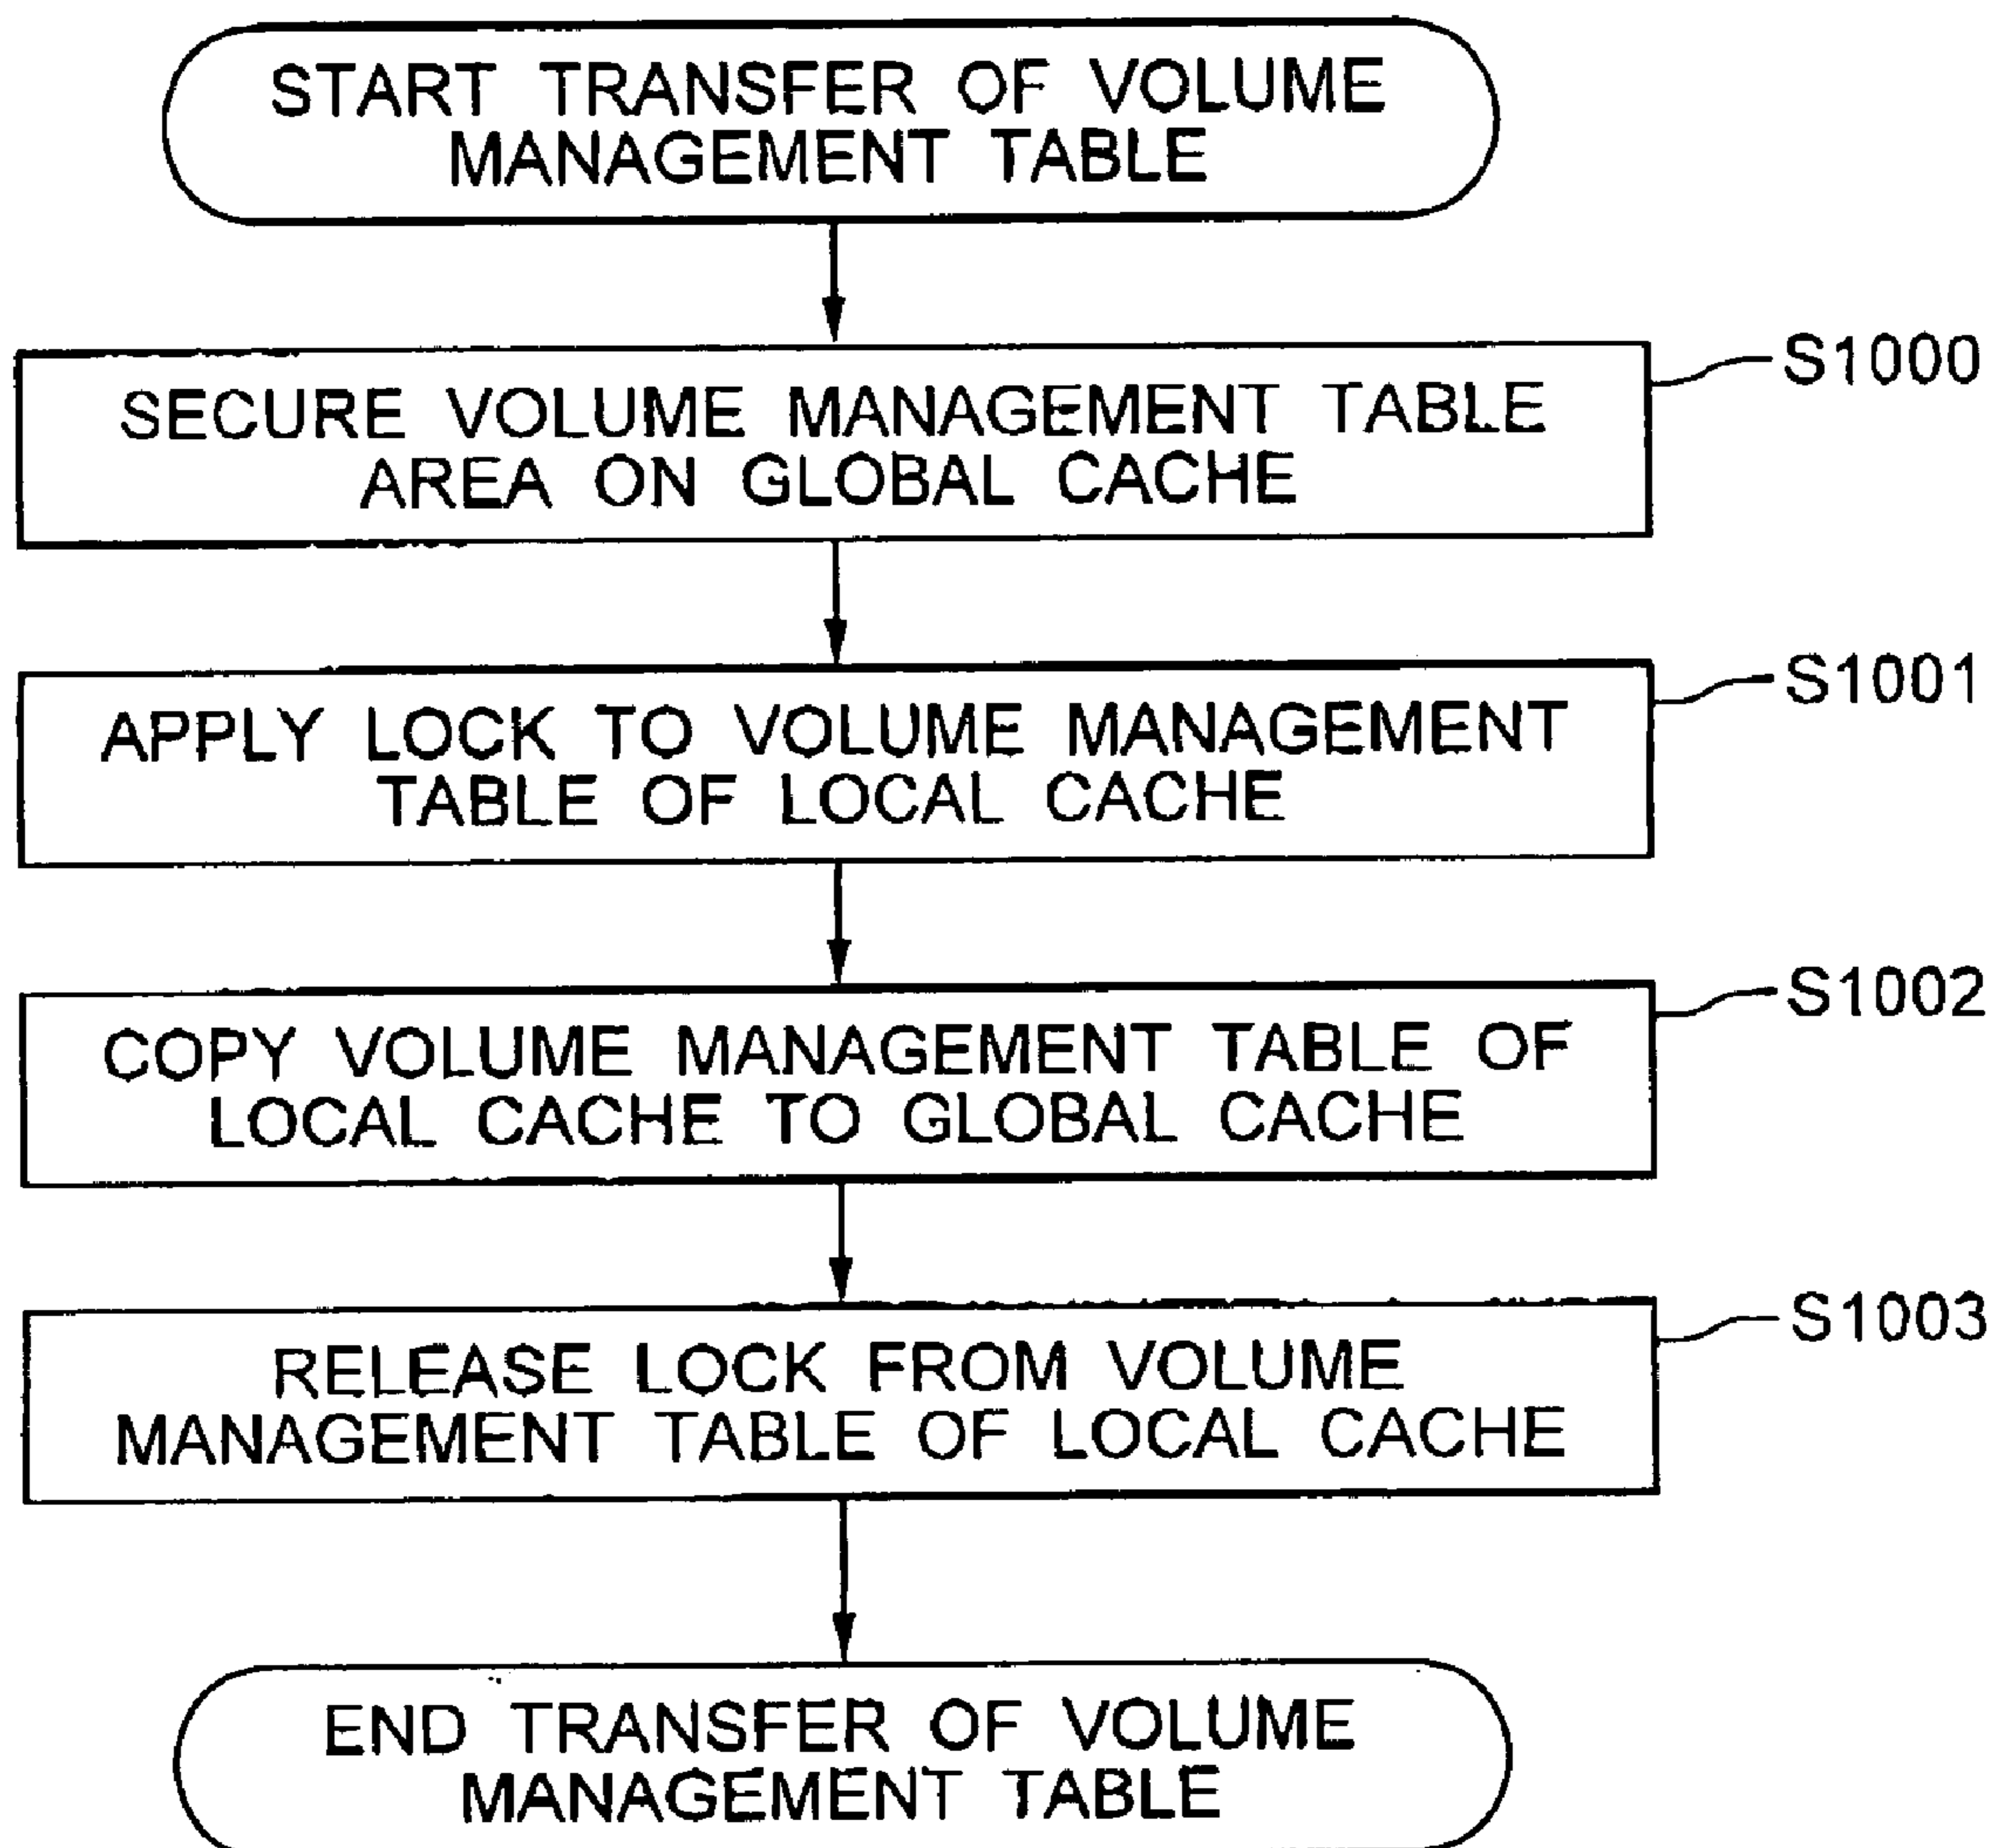 START TRANSFER OF VOLUME
MANAGEMENT TABLE
S1000
SECURE VOLUME MANAGEMENT TABLE
AREA ON GLOBAL CACHE
S1001
APPLY LOCK TO VOLUME MANAGEMENT
TABLE OF LOCAL CACHE
S1002
COPY VOLUME MANAGEMENT TABLE OF
LOCAL CACHE TO GLOBAL CACHE
S1003
RELEASE LOCK FROM VOLUME
MANAGEMENT TABLE OF LOCAL CACHE
END TRANSFER OF VOLUME
MANAGEMENT TABLE